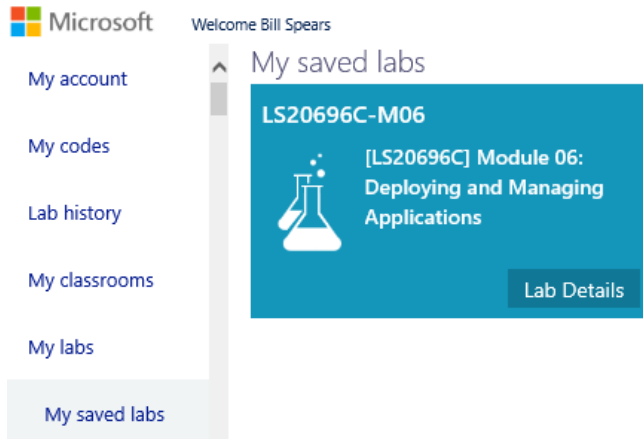 Microsoft
Welcome Bill Spears
My account
My codes
Lab history
My classrooms
My labs
My saved labs
My saved labs
LS20696C-M06
[LS20696C] Module 06:
Deploying and Managing
Applications
Lab Details